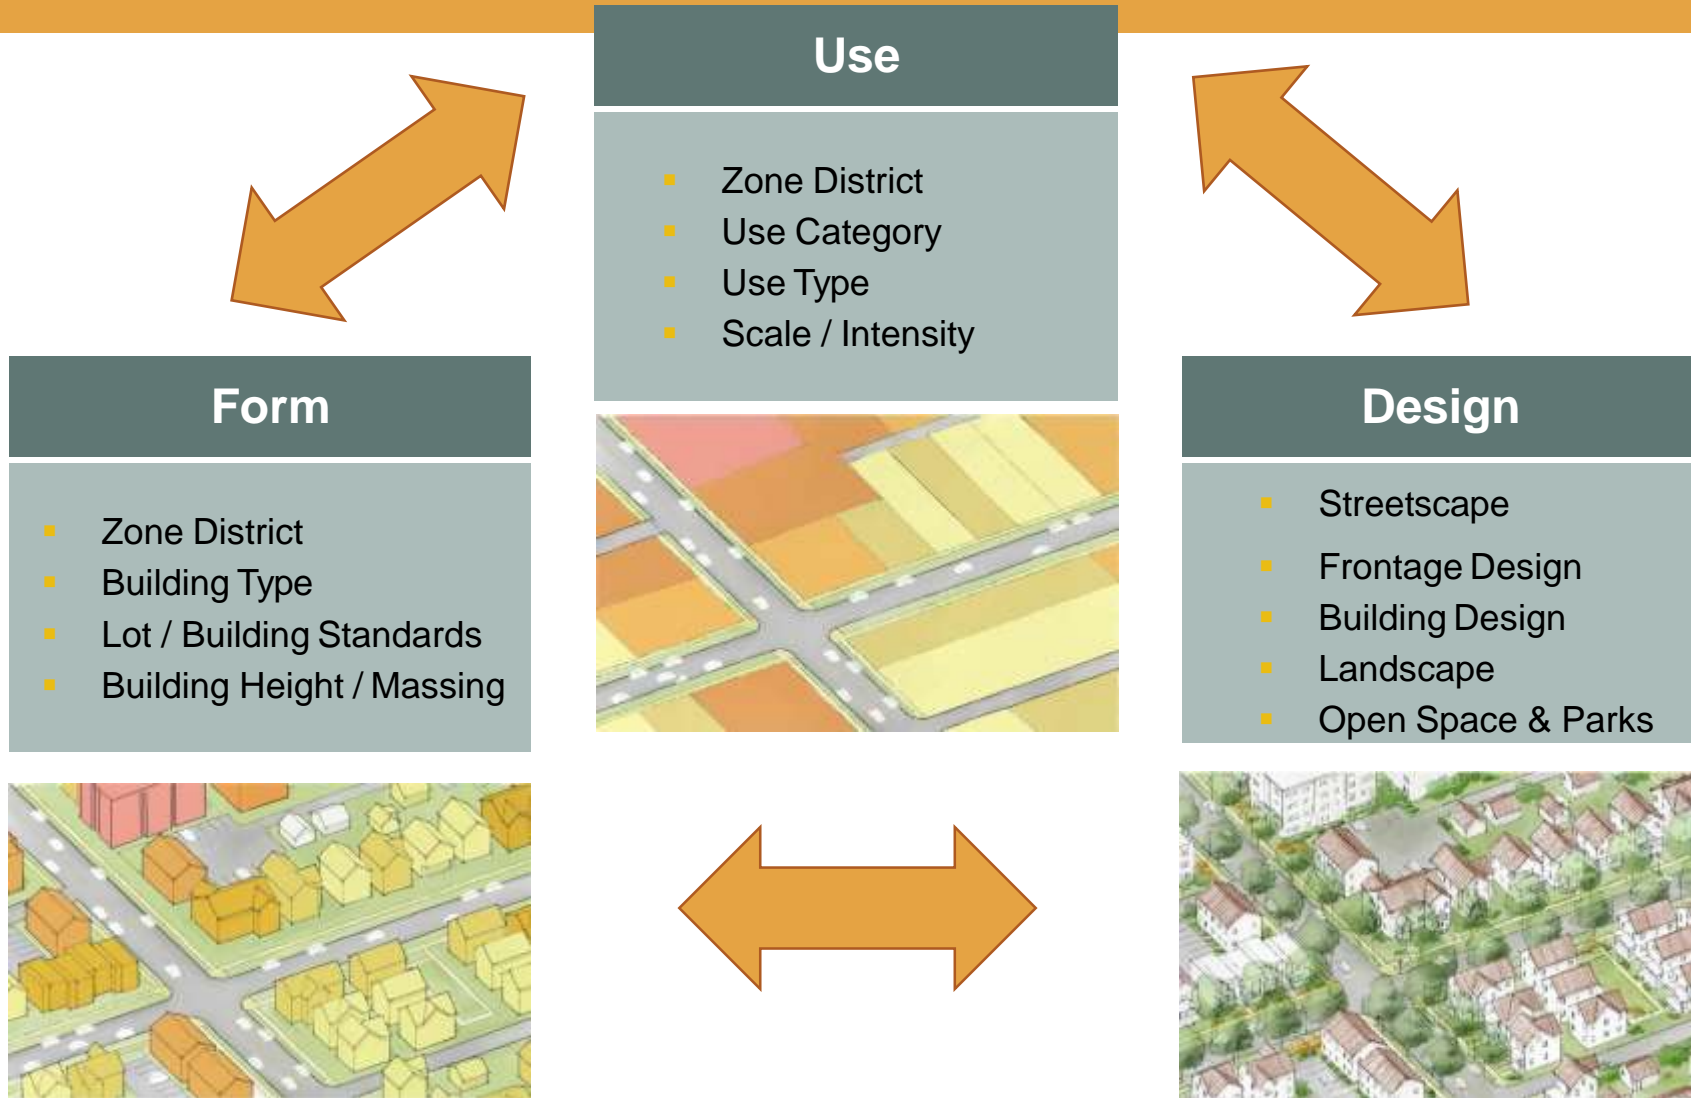 Use
Zone District
Use Category
Use Type
Scale / Intensity
Form
Zone District
Building Type
Lot / Building Standards
Building Height / Massing
Design
Streetscape
Frontage Design
Building Design
Landscape
Open Space & Parks